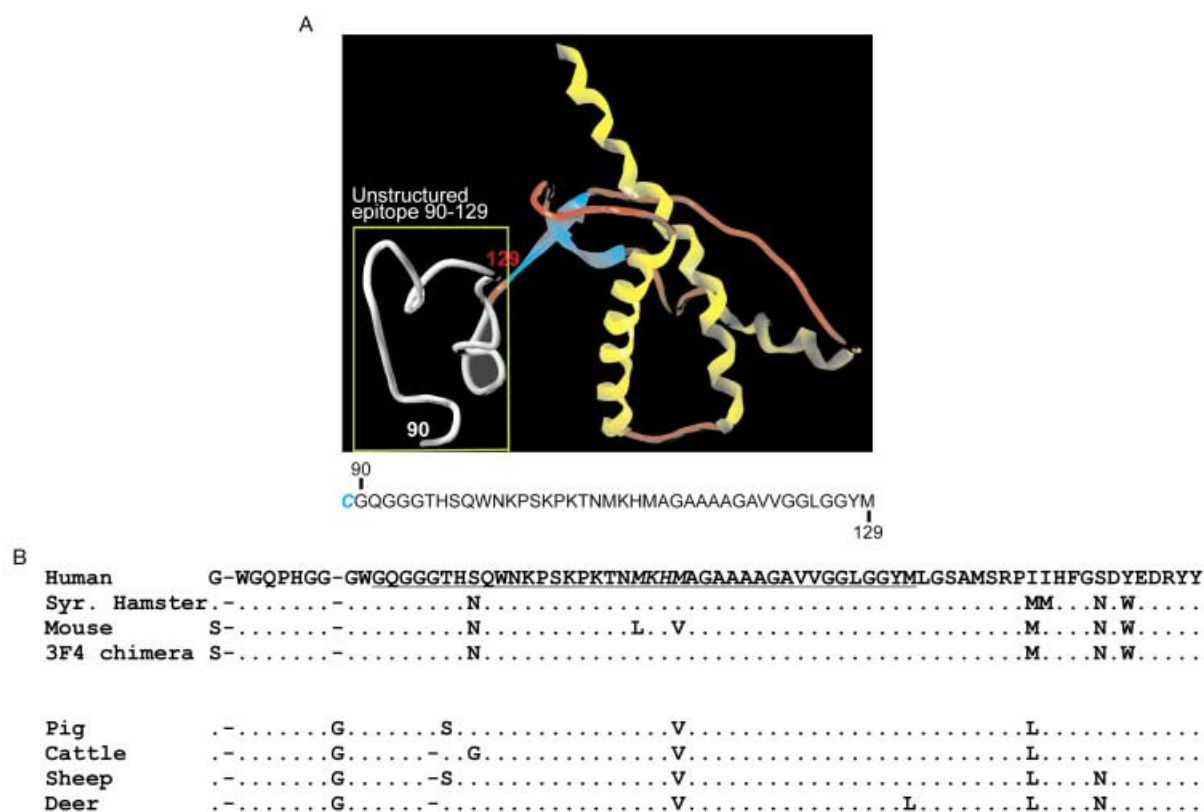 A
Unstructured
epitope 90-129
129
90
90
CGQGGGTHSQWNKPSKPKTNMKHMAGAAAAGAVVGGLGGYM
129
B
Human G-WGQPHGG-GWGQGGGTHSQWNKPSKPKTNMKHMAGAAAAGAVVGGLGGYMLGSAMSRPIIHFGSDYEDRYY
Syr. Hamster .-.......-.........N........................................MM...N.W.....
Mouse S-.......-.........N...........L..V.........................M....N.W.....
3F4 chimera S-.......-.........N........................................M....N.W.....
Pig .-.......G.......S................V.........................L............
Cattle .-.......G......-..G..............V.........................L............
Sheep .-.......G......-S................V.........................L....N.......
Deer .-.......G......-.................V................L........L....N.......